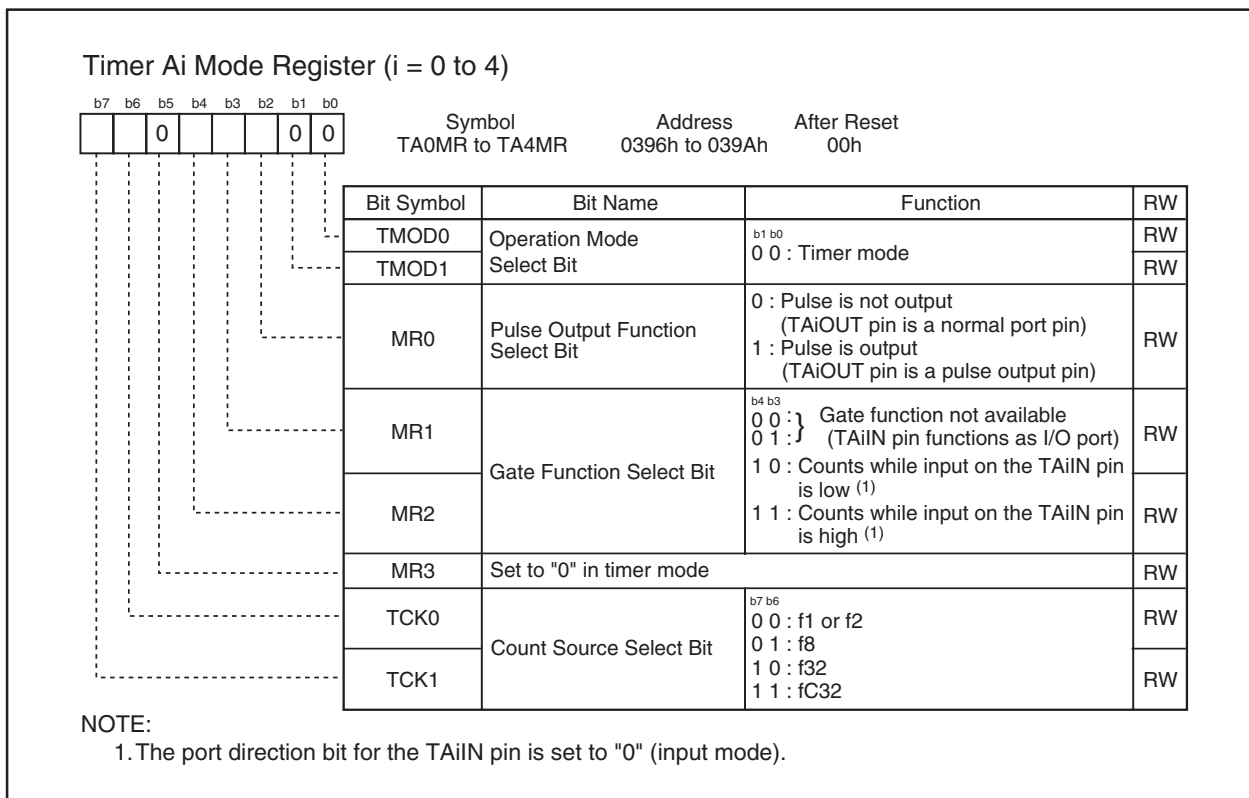 Timer Ai Mode Register (i = 0 to 4)
b7 b6 b5 b4 b3 b2 b1 b0
0 0 0
Symbol Address After Reset
TA0MR to TA4MR 0396h to 039Ah 00h
Bit Symbol Bit Name Function RW
TMOD0 Operation Mode Select Bit b1 b0 RW
0 0 : Timer mode
TMOD1 RW
MR0 Pulse Output Function Select Bit 0 : Pulse is not output RW
(TAiOUT pin is a normal port pin)
1 : Pulse is output
(TAiOUT pin is a pulse output pin)
MR1 Gate Function Select Bit b4 b3 RW
0 0 : } Gate function not available
0 1 : (TAiIN pin functions as I/O port)
1 0 : Counts while input on the TAiIN pin
is low (1)
MR2 1 1 : Counts while input on the TAiIN pin RW
is high (1)
MR3 Set to "0" in timer mode RW
TCK0 Count Source Select Bit b7 b6 RW
0 0 : f1 or f2
0 1 : f8
TCK1 1 0 : f32 RW
1 1 : fC32
NOTE:
1. The port direction bit for the TAiIN pin is set to "0" (input mode).